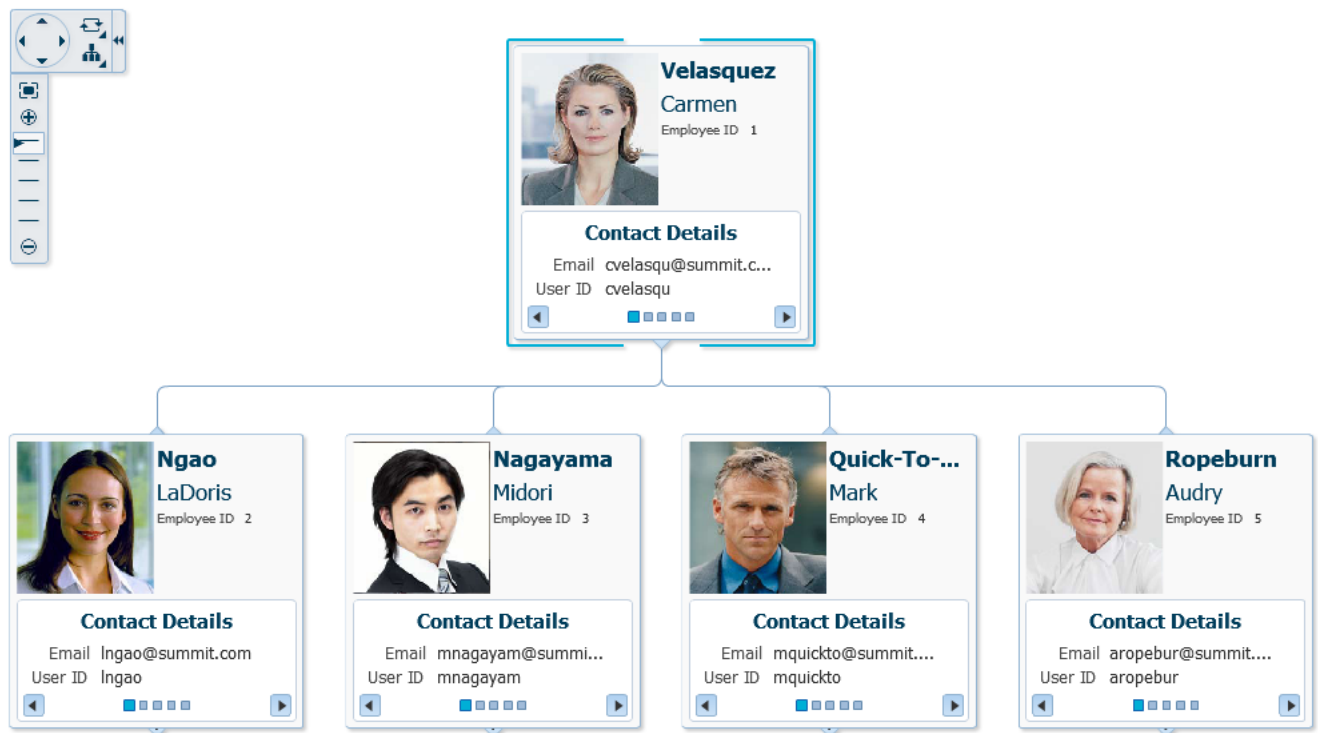 Velasquez
Carmen
Employee ID 1
Contact Details
Email cvelasqu@summit.c...
User ID cvelasqu
Ngao
LaDoris
Employee ID 2
Contact Details
Email lngao@summit.com
User ID lngao
Nagayama
Midori
Employee ID 3
Contact Details
Email mnagayam@summi...
User ID mnagayam
Quick-To-...
Mark
Employee ID 4
Contact Details
Email mquickto@summit....
User ID mquickto
Ropeburn
Audry
Employee ID 5
Contact Details
Email aropebur@summit....
User ID aropebur